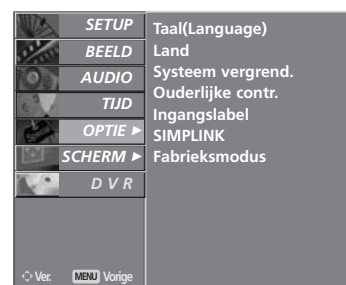 SETUP
BEELD
AUDIO
TIJD
OPTIE ►
SCHERM ►
D V R
Taal(Language)
Land
Systeem vergrend.
Ouderlijke contr.
Ingangslabel
SIMPLINK
Fabrieksmodus
Ver. MENU Vorige